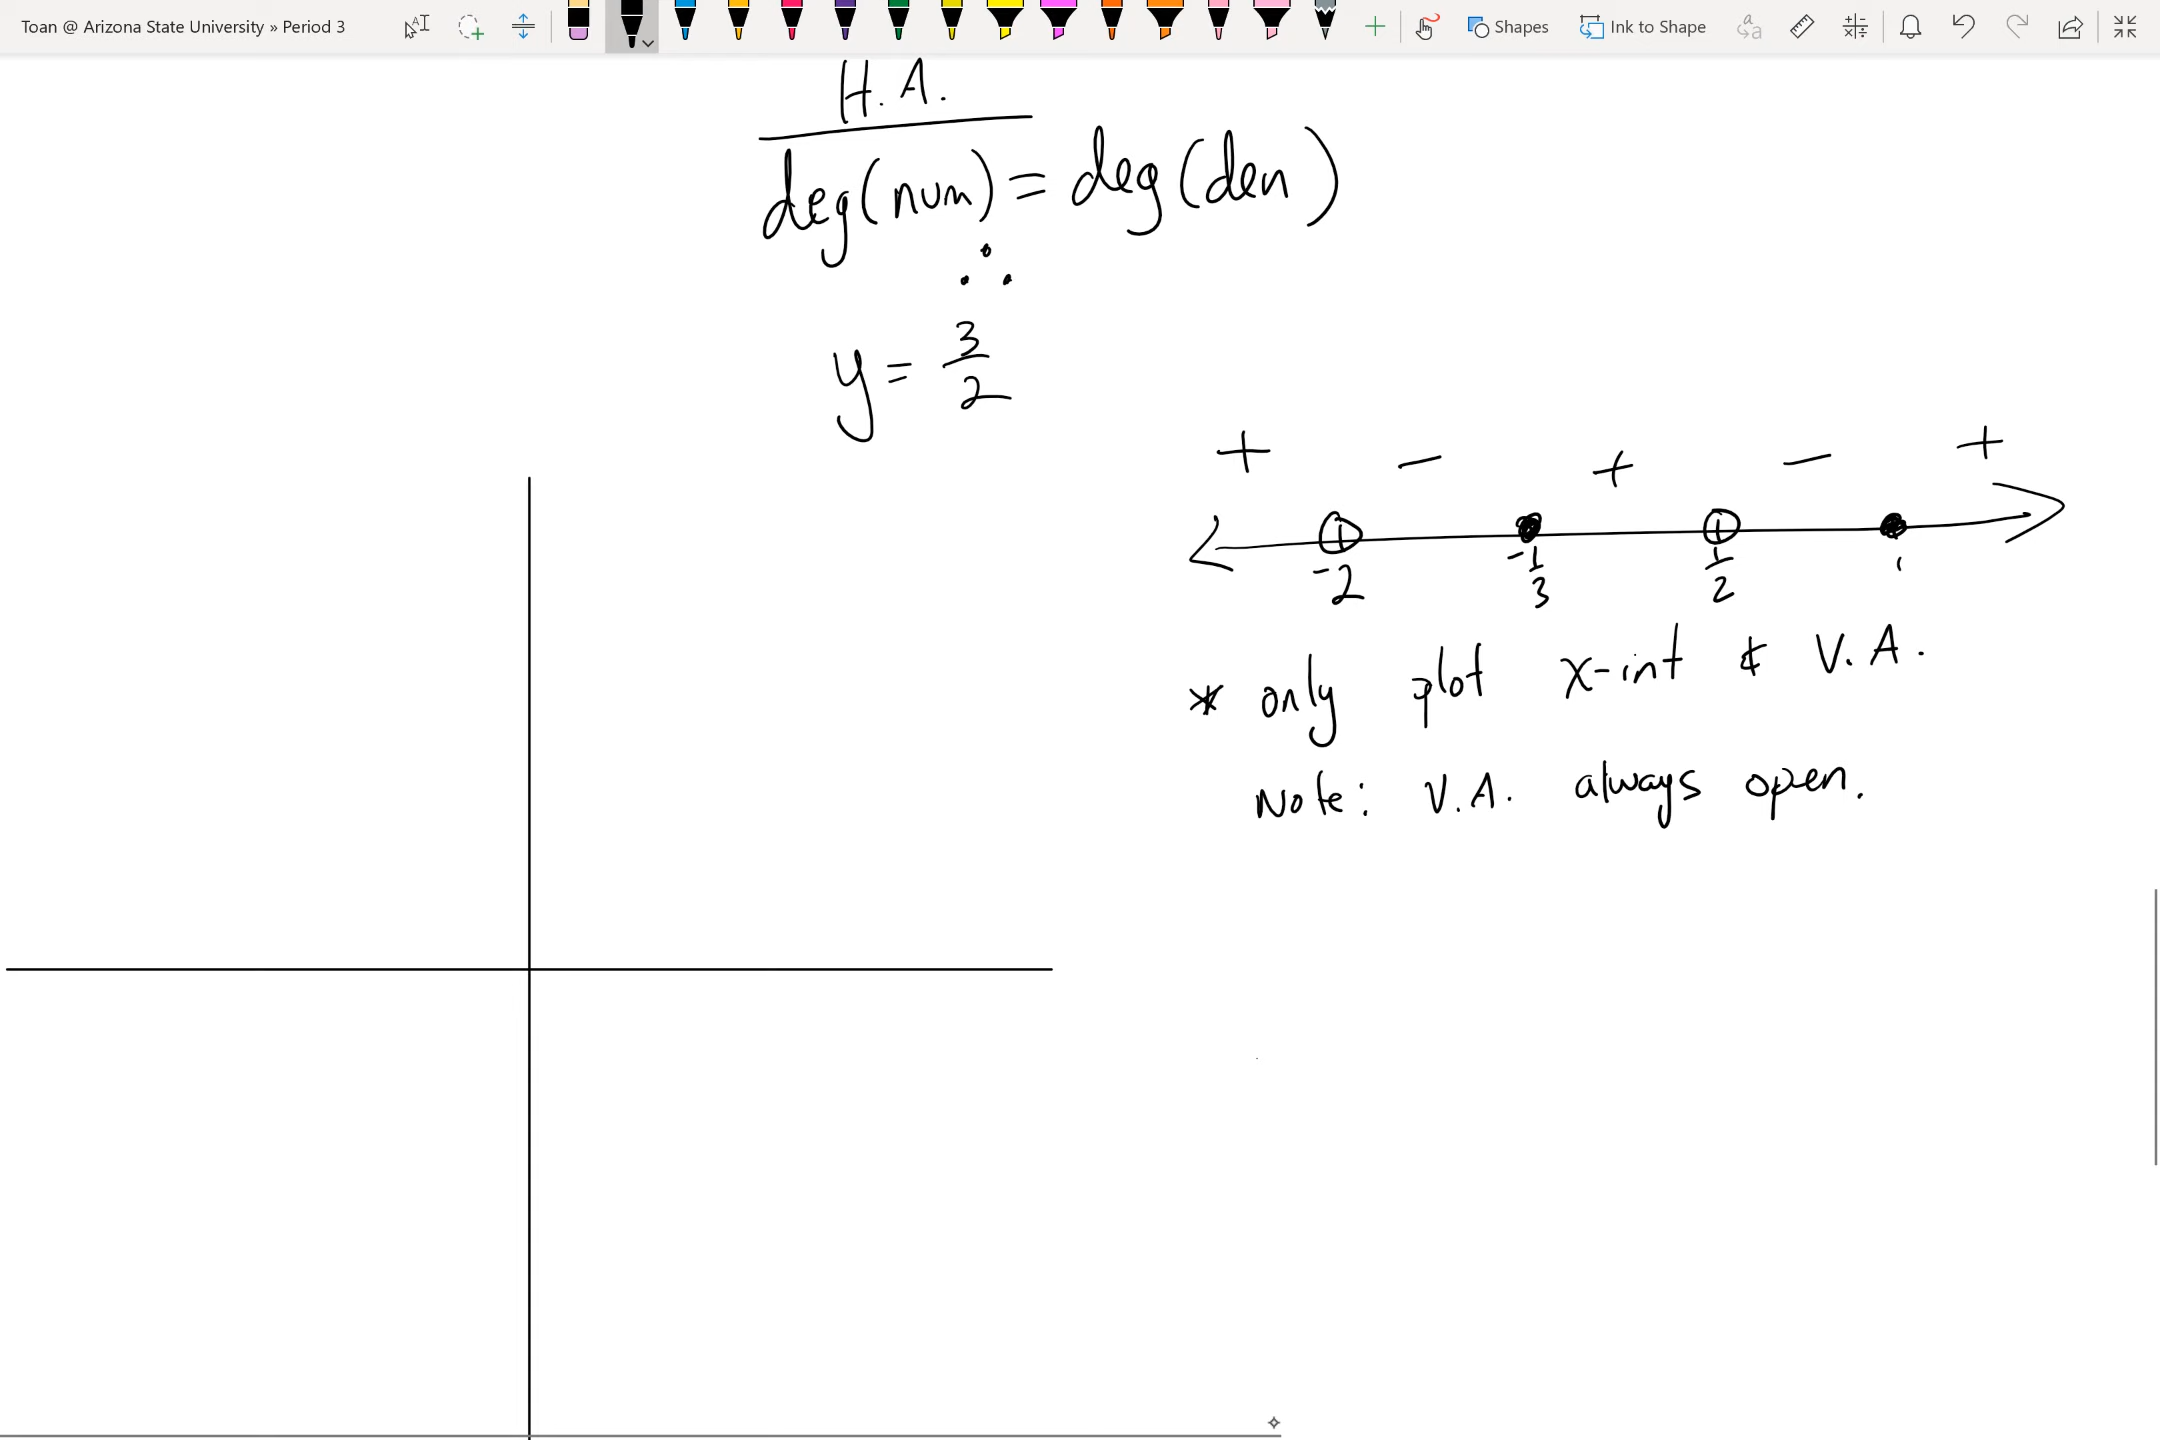 Toan @ Arizona State University » Period 3
Shapes
Ink to Shape
H.A.
deg(num) = deg(den)
∴
y = 3/2
+ − + − +
-2 -1/3 1/2 1
* only plot x-int & V.A.
Note: V.A. always open.